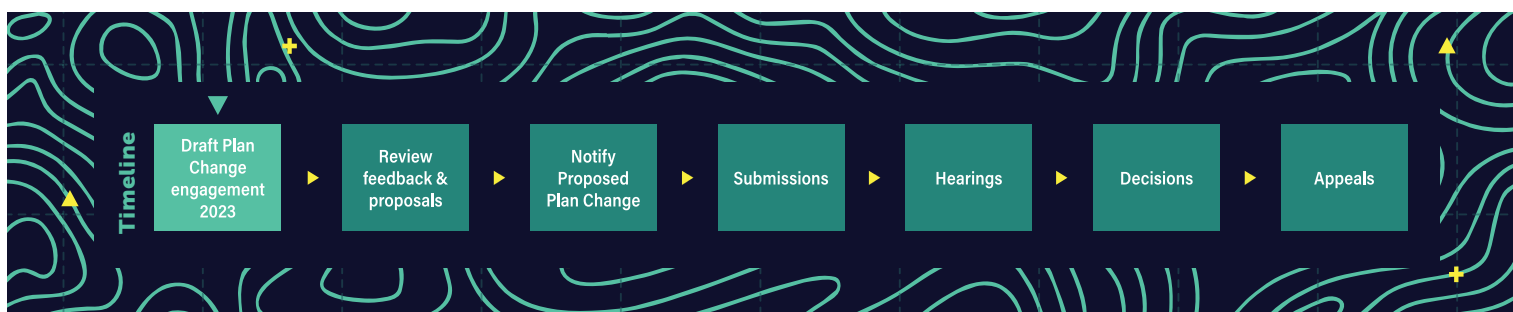 Timeline
Draft Plan
Change
engagement
2023
Review
feedback &
proposals
Notify
Proposed
Plan Change
Submissions
Hearings
Decisions
Appeals